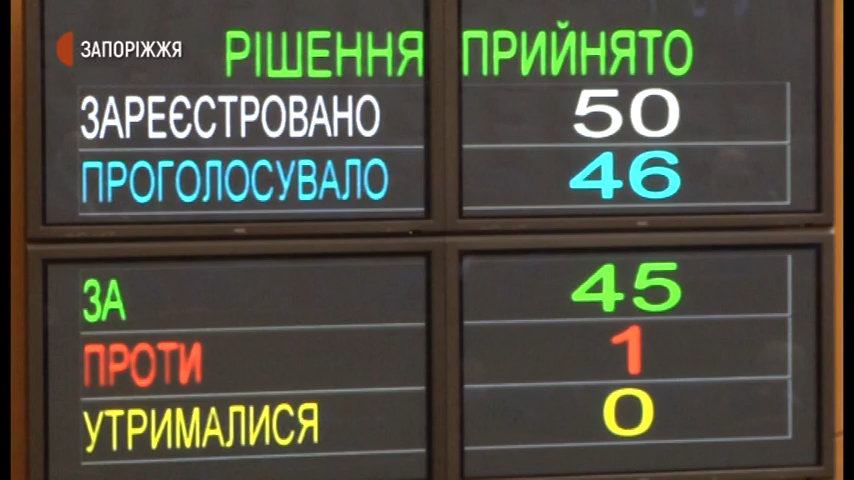 ЗАПОРІЖЖЯ
РІШЕННЯ ПРИЙНЯТО
ЗАРЕЄСТРОВАНО 50
ПРОГОЛОСУВАЛО 46
ЗА 45
ПРОТИ 1
УТРИМАЛИСЯ 0